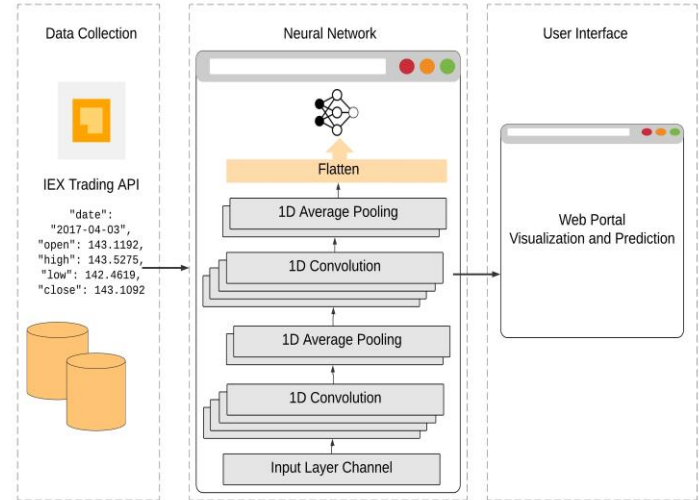 Data Collection
Neural Network
User Interface
IEX Trading API
"date":
"2017-04-03",
"open": 143.1192,
"high": 143.5275,
"low": 142.4619,
"close": 143.1092
Flatten
1D Average Pooling
1D Convolution
1D Average Pooling
1D Convolution
Input Layer Channel
Web Portal
Visualization and Prediction